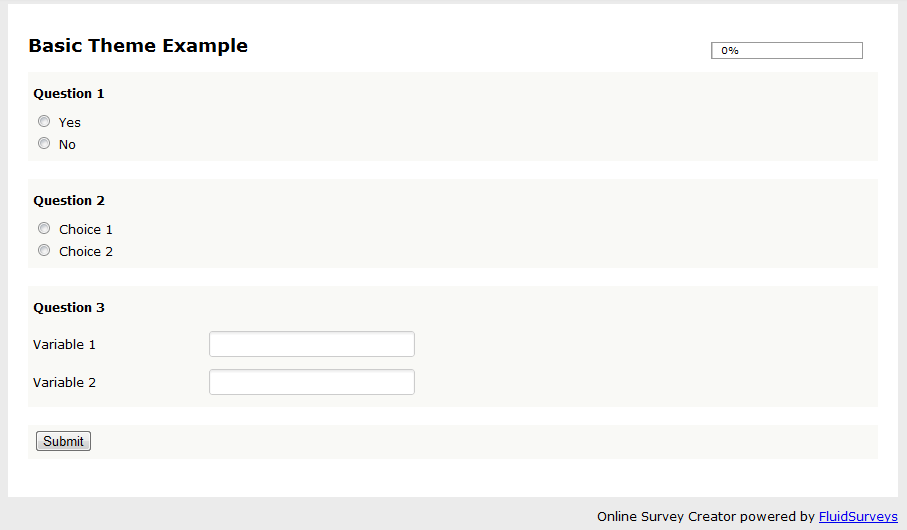 Basic Theme Example
0%
Question 1
Yes
No
Question 2
Choice 1
Choice 2
Question 3
Variable 1
Variable 2
Submit
Online Survey Creator powered by FluidSurveys